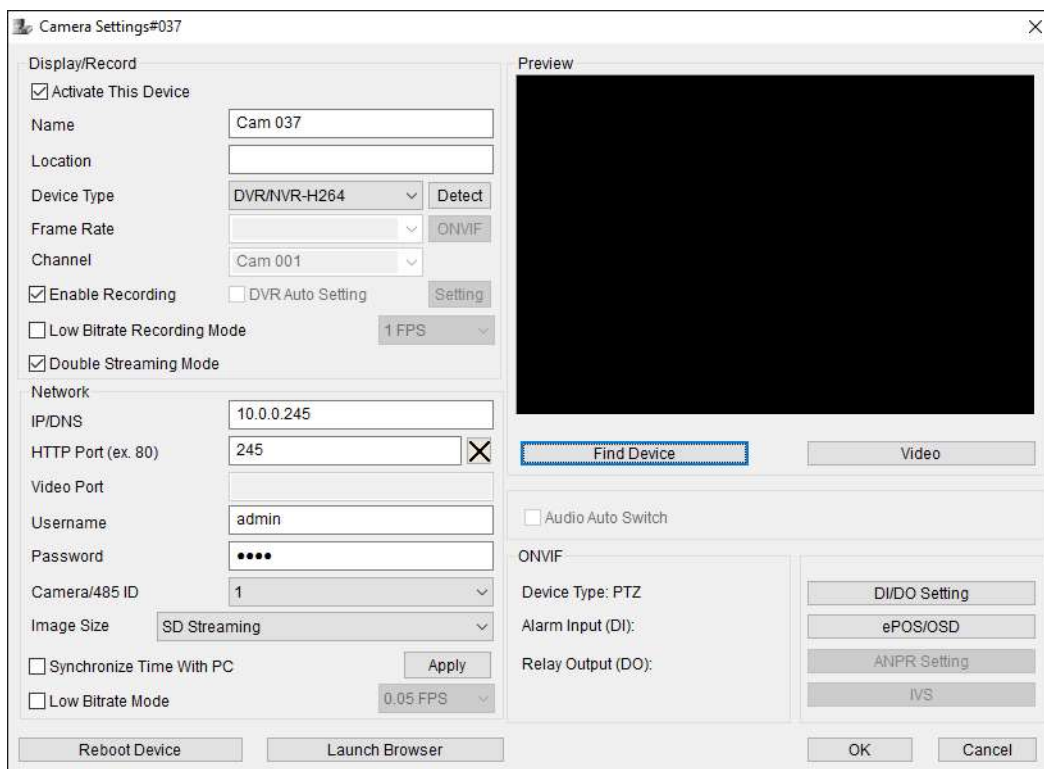 Camera Settings#037
Display/Record
Activate This Device
Name Cam 037
Location
Device Type DVR/NVR-H264 Detect
Frame Rate ONVIF
Channel Cam 001
Enable Recording DVR Auto Setting Setting
Low Bitrate Recording Mode 1 FPS
Double Streaming Mode
Network
IP/DNS 10.0.0.245
HTTP Port (ex. 80) 245
Video Port
Username admin
Password ••••
Camera/485 ID 1
Image Size SD Streaming
Synchronize Time With PC Apply
Low Bitrate Mode 0.05 FPS
Reboot Device Launch Browser
Preview
Find Device Video
Audio Auto Switch
ONVIF
Device Type: PTZ
Alarm Input (DI):
Relay Output (DO):
DI/DO Setting
ePOS/OSD
ANPR Setting
IVS
OK Cancel